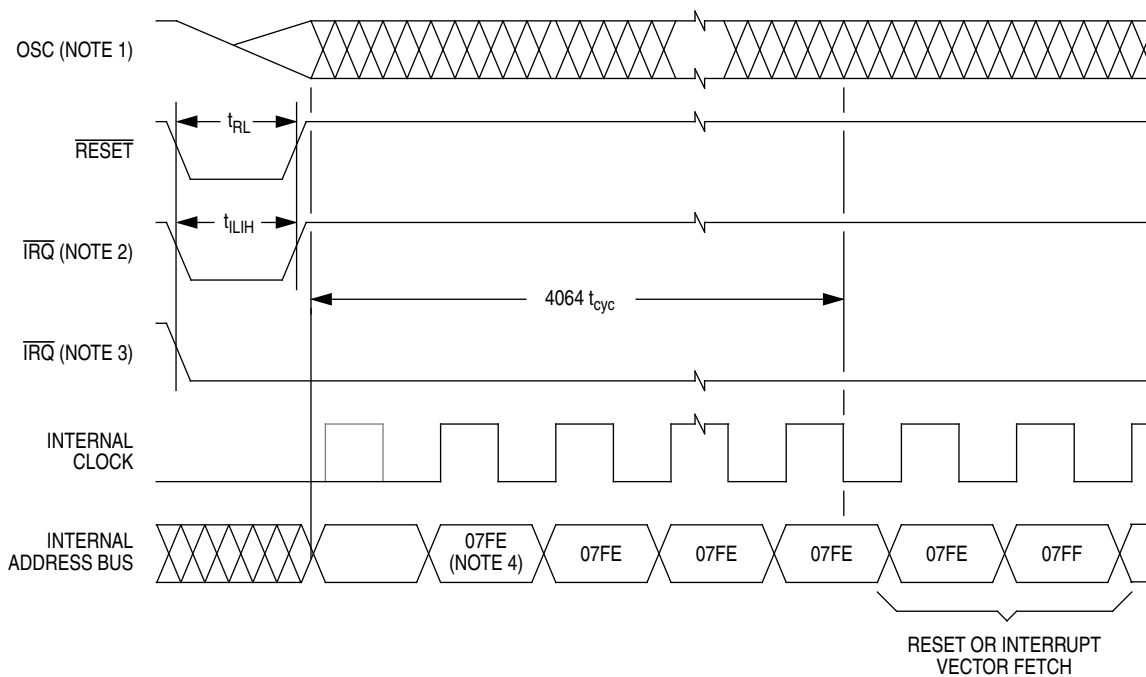 OSC (NOTE 1)
t_RL
RESET
t_ILIH
IRQ (NOTE 2)
4064 t_cyc
IRQ (NOTE 3)
INTERNAL
CLOCK
INTERNAL
ADDRESS BUS
07FE
(NOTE 4)
07FE
07FE
07FE
07FE
07FF
RESET OR INTERRUPT
VECTOR FETCH